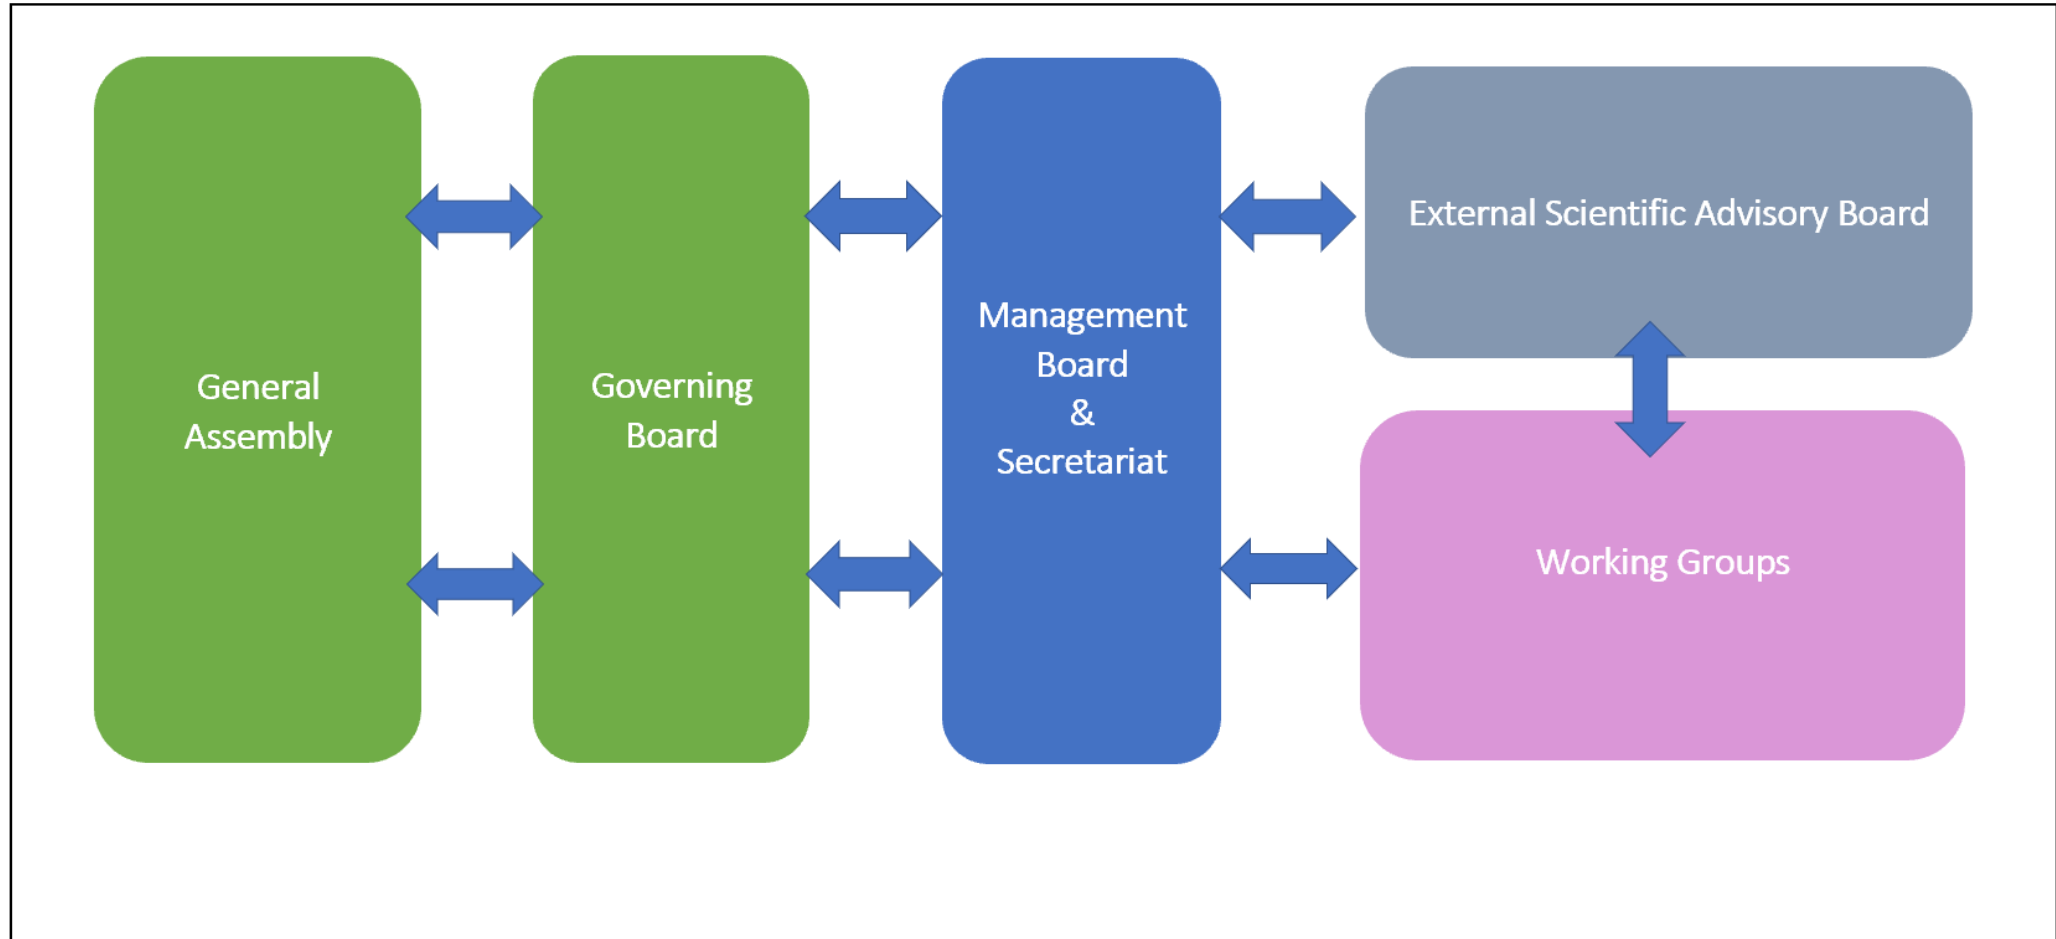 General
Assembly
Governing
Board
Management
Board
&
Secretariat
External Scientific Advisory Board
Working Groups